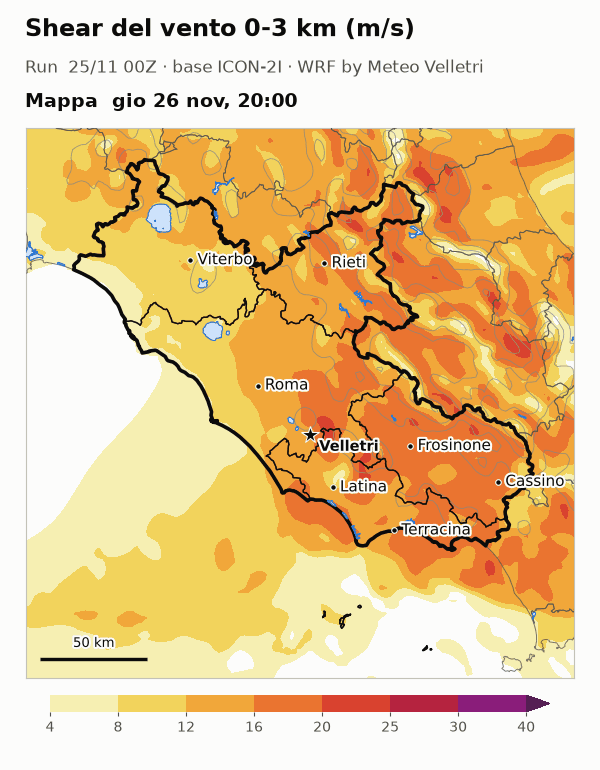 Shear del vento 0-3 km (m/s)
Run  25/11 00Z · base ICON-2I · WRF by Meteo Velletri
Mappa  gio 26 nov, 20:00
Viterbo
Rieti
Roma
Velletri
Frosinone
Cassino
Latina
Terracina
50 km
4 8 12 16 20 25 30 40